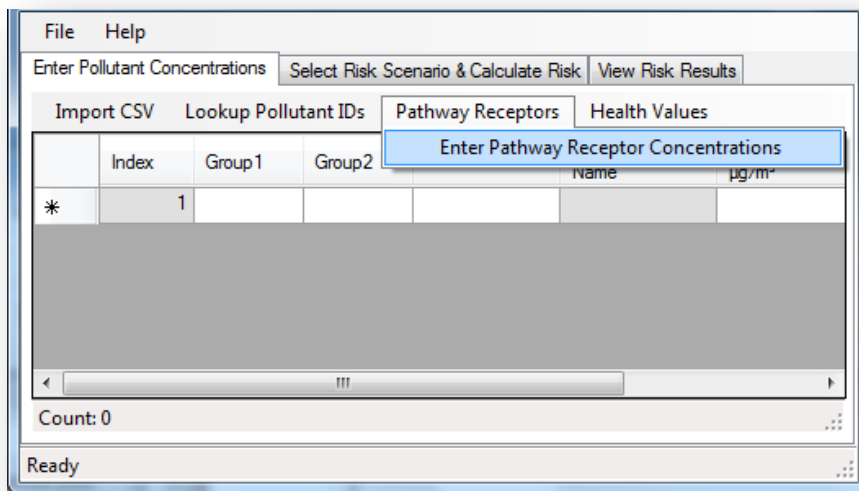 File Help
Enter Pollutant Concentrations Select Risk Scenario & Calculate Risk View Risk Results
Import CSV Lookup Pollutant IDs Pathway Receptors Health Values
Enter Pathway Receptor Concentrations
Index Group1 Group2 Name µg/m³
1
Count: 0
Ready